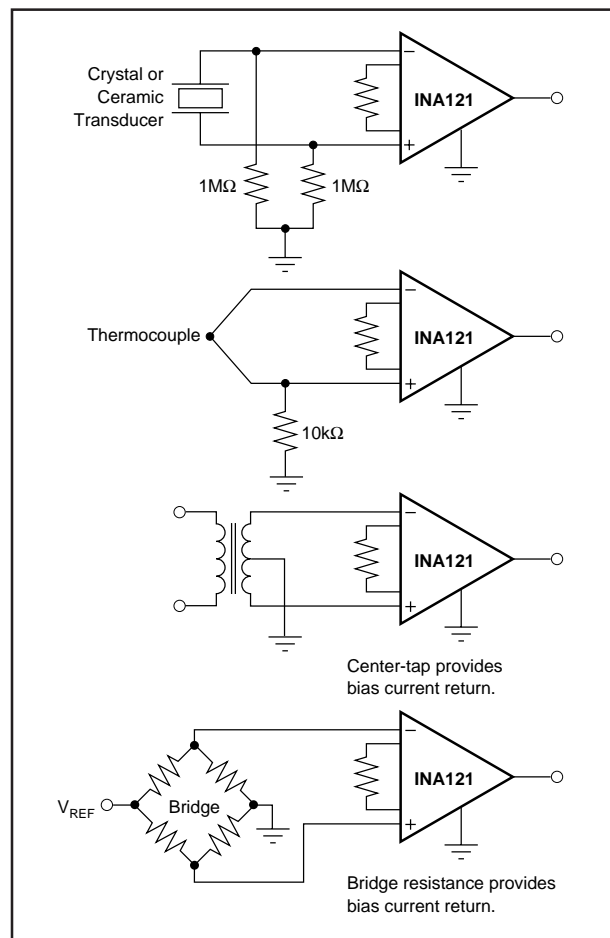 Crystal or
Ceramic
Transducer
−
INA121
+
1MΩ
1MΩ
−
Thermocouple
INA121
+
10kΩ
−
INA121
+
Center-tap provides
bias current return.
−
INA121
VREF
Bridge
+
Bridge resistance provides
bias current return.